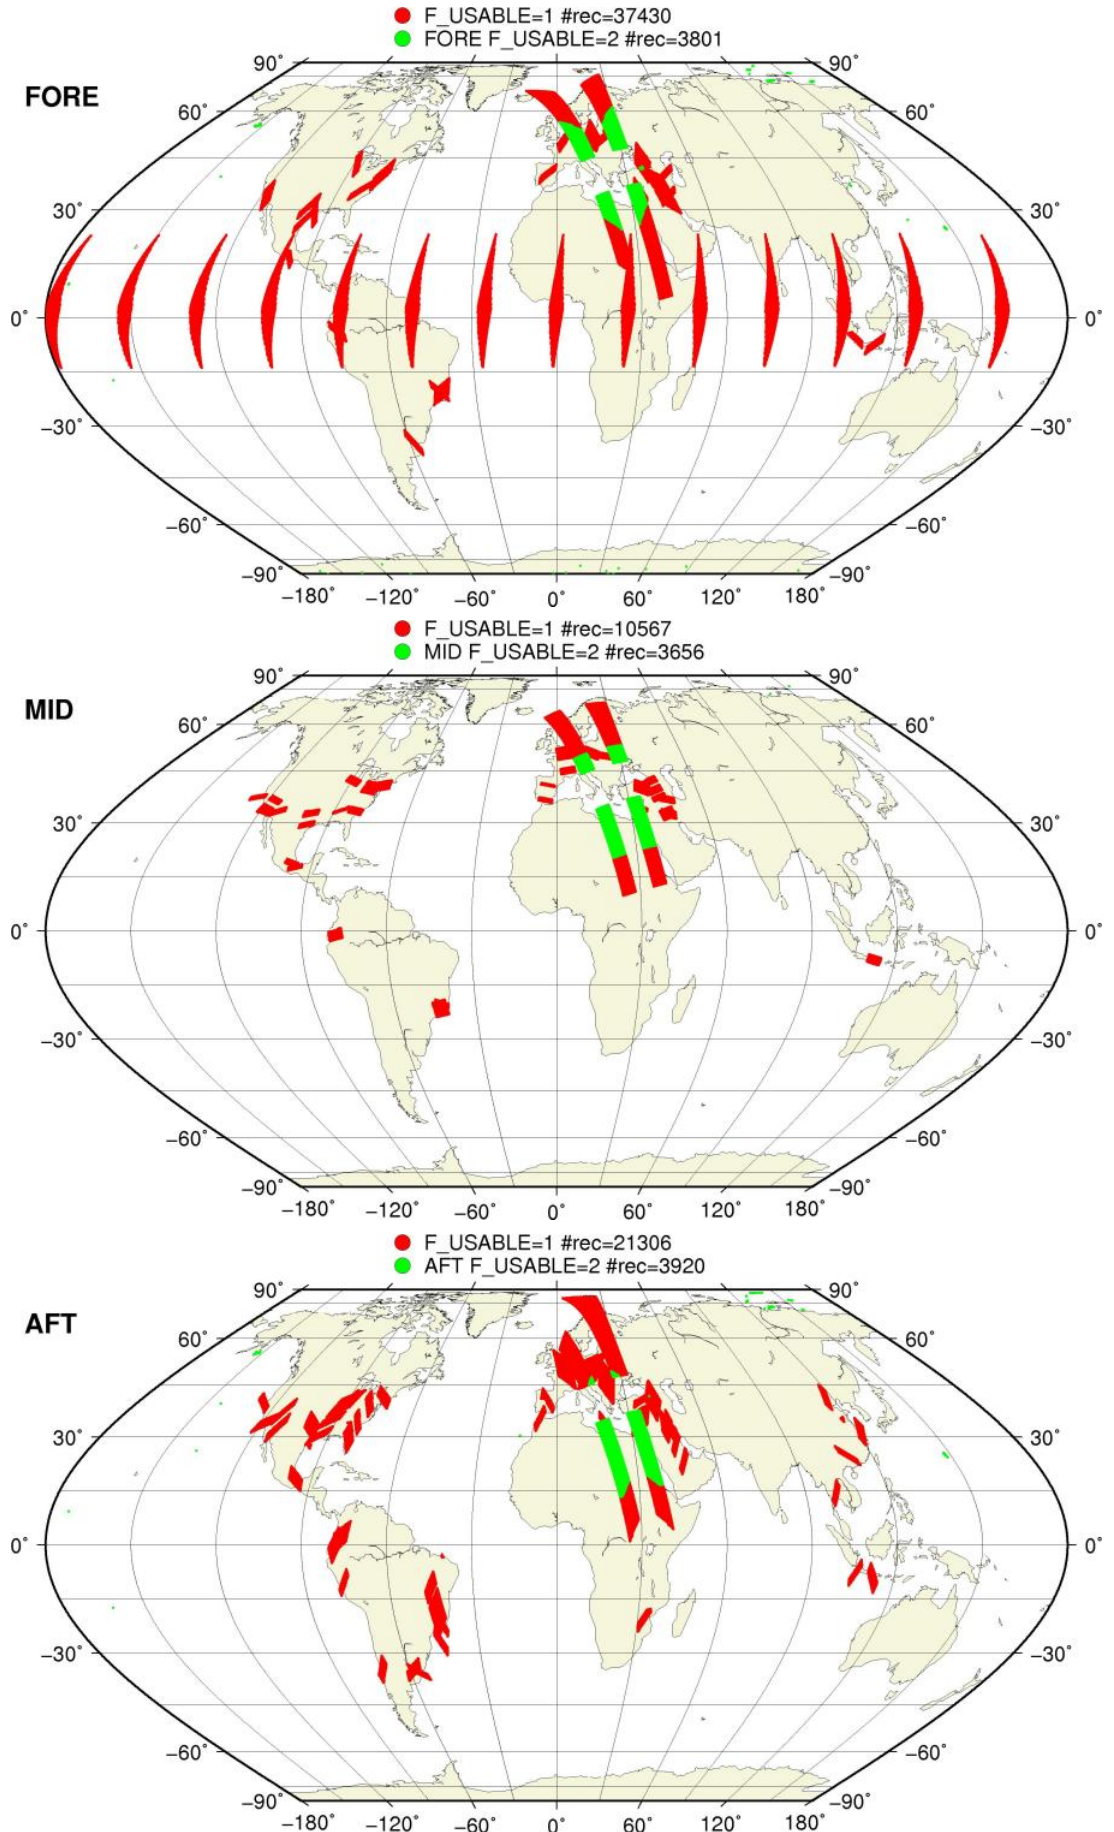 F_USABLE=1 #rec=37430
FORE F_USABLE=2 #rec=3801
FORE
90° 90°
60° 60°
30° 30°
0° 0°
−30° −30°
−60° −60°
−90° −90°
−180° −120° −60° 0° 60° 120° 180°
F_USABLE=1 #rec=10567
MID F_USABLE=2 #rec=3656
MID
90° 90°
60° 60°
30° 30°
0° 0°
−30° −30°
−60° −60°
−90° −90°
−180° −120° −60° 0° 60° 120° 180°
F_USABLE=1 #rec=21306
AFT F_USABLE=2 #rec=3920
AFT
90° 90°
60° 60°
30° 30°
0° 0°
−30° −30°
−60° −60°
−90° −90°
−180° −120° −60° 0° 60° 120° 180°